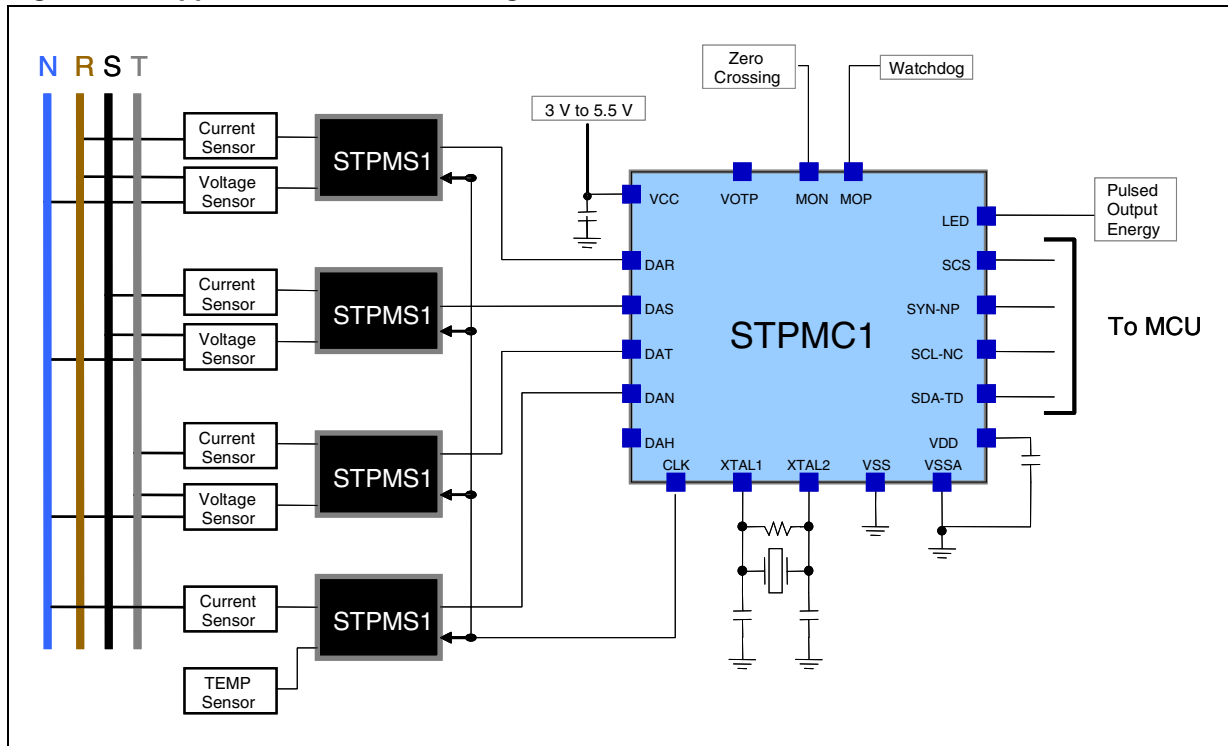 N R S T
Current
Sensor
STPMS1
Voltage
Sensor
Current
Sensor
STPMS1
Voltage
Sensor
Current
Sensor
STPMS1
Voltage
Sensor
Current
Sensor
STPMS1
TEMP
Sensor
3 V to 5.5 V
Zero
Crossing
Watchdog
VCC
VOTP
MON
MOP
LED
Pulsed
Output
Energy
DAR
SCS
DAS
SYN-NP
STPMC1
To MCU
DAT
SCL-NC
DAN
SDA-TD
DAH
VDD
CLK
XTAL1
XTAL2
VSS
VSSA